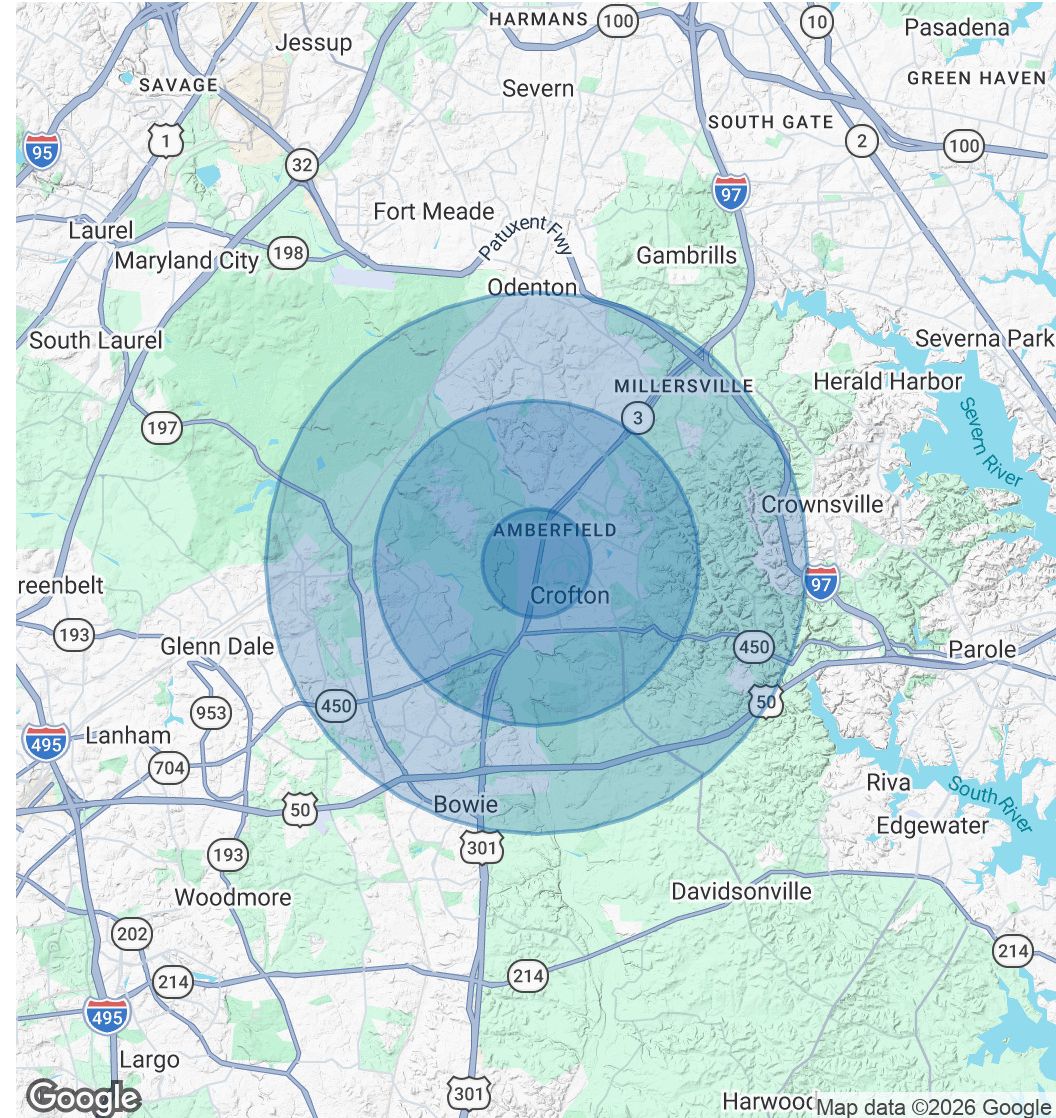 HARMANS
100
10
Pasadena
Jessup
SAVAGE
Severn
GREEN HAVEN
SOUTH GATE
1
95
32
2
100
97
Fort Meade
Laurel
Patuxent Fwy
Maryland City
198
Gambrills
Odenton
South Laurel
Severna Park
MILLERSVILLE
Herald Harbor
3
197
Severn River
Crownsville
AMBERFIELD
97
reenbelt
Crofton
193
Glenn Dale
450
Parole
953
450
50
495
Lanham
704
Riva
South River
50
Bowie
Edgewater
301
193
Woodmore
Davidsonville
202
214
214
214
495
Largo
Google
301
Harwood
Map data ©2026 Google